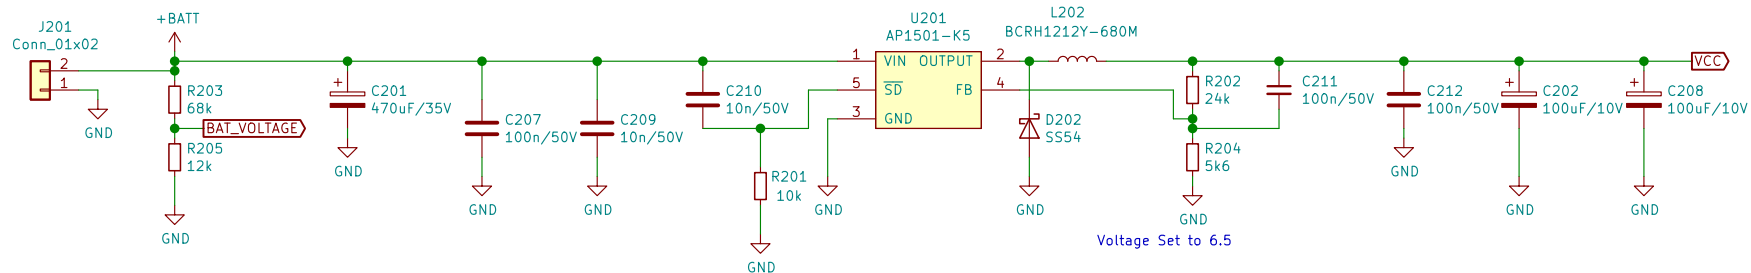 J201
Conn_01x02
2
1
GND
+BATT
R203
68k
BAT_VOLTAGE
R205
12k
GND
C201
470uF/35V
GND
C207
100n/50V
GND
C209
10n/50V
GND
C210
10n/50V
R201
10k
GND
GND
U201
AP1501-K5
1
5
3
VIN
SD
GND
OUTPUT
FB
2
4
L202
BCRH1212Y-680M
D202
SS54
GND
R202
24k
R204
5k6
GND
Voltage Set to 6.5
C211
100n/50V
C212
100n/50V
GND
C202
100uF/10V
GND
C208
100uF/10V
GND
VCC